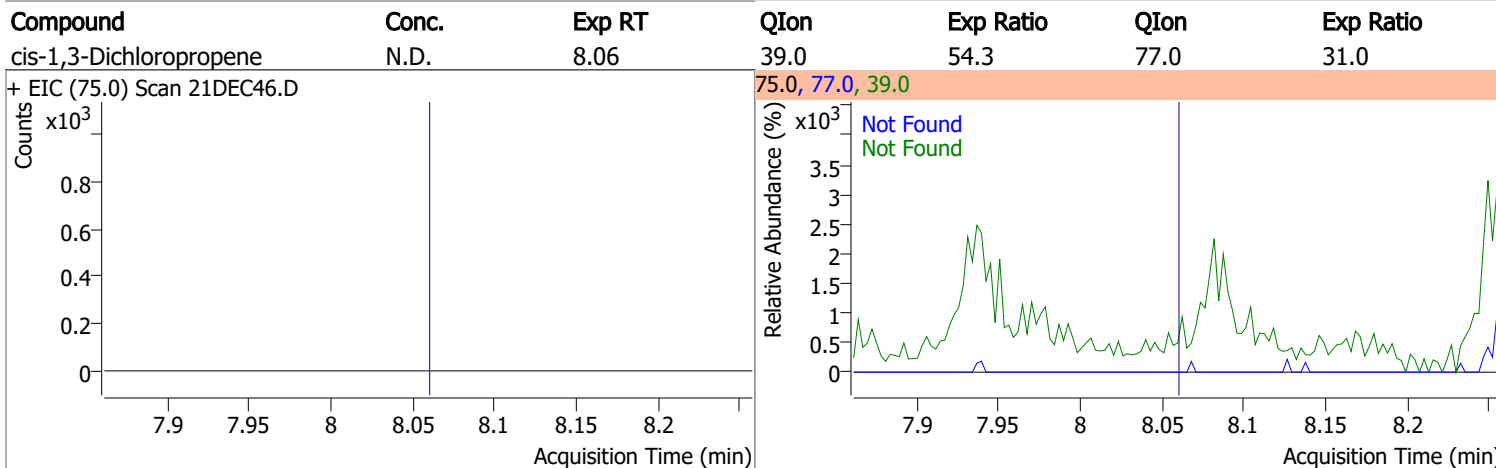 Compound Conc. Exp RT QIon Exp Ratio QIon Exp Ratio
cis-1,3-Dichloropropene N.D. 8.06 39.0 54.3 77.0 31.0
+ EIC (75.0) Scan 21DEC46.D
Counts
x10³
0.8
0.6
0.4
0.2
0
7.9 7.95 8 8.05 8.1 8.15 8.2
Acquisition Time (min)
75.0, 77.0, 39.0
Relative Abundance (%)
x10³
Not Found
Not Found
3.5
3
2.5
2
1.5
1
0.5
0
7.9 7.95 8 8.05 8.1 8.15 8.2
Acquisition Time (min)